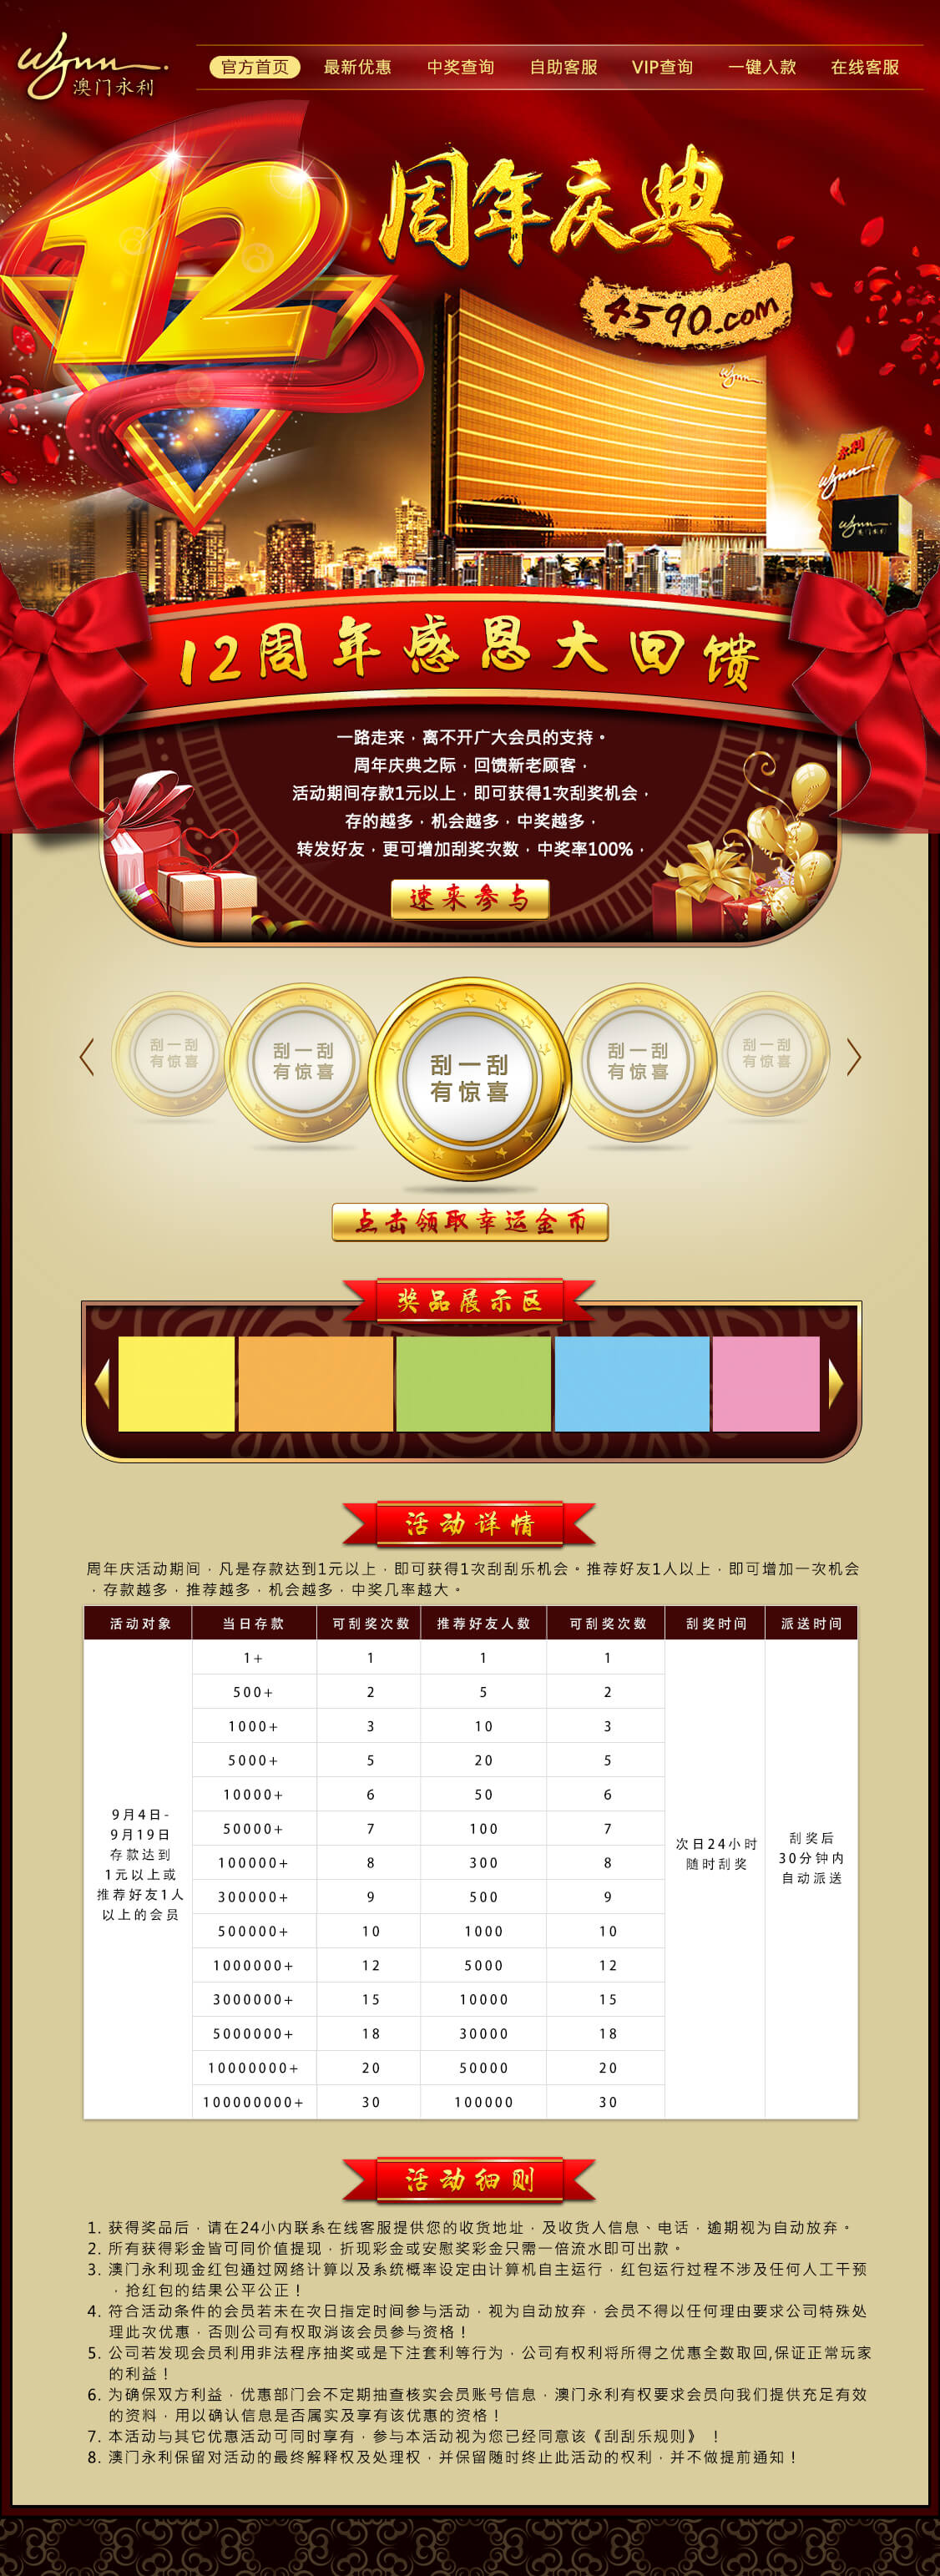 Wynn
澳门永利
官方首页 最新优惠 中奖查询 自助客服 VIP查询 一键入款 在线客服
12周年庆典
4590.com
wynn
永利
wynn
wynn
澳门永利
12周年感恩大回馈
一路走来，离不开广大会员的支持。
周年庆典之际，回馈新老顾客，
活动期间存款1元以上，即可获得1次刮奖机会，
存的越多，机会越多，中奖越多，
转发好友，更可增加刮奖次数，中奖率100%，
速来参与
刮一刮 刮一刮 刮一刮 刮一刮 刮一刮
有惊喜 有惊喜 有惊喜 有惊喜 有惊喜
点击领取幸运金币
奖品展示区
活动详情
周年庆活动期间，凡是存款达到1元以上，即可获得1次刮刮乐机会。推荐好友1人以上，即可增加一次机会
，存款越多，推荐越多，机会越多，中奖几率越大。
活动对象 当日存款 可刮奖次数 推荐好友人数 可刮奖次数 刮奖时间 派送时间
1+ 1 1 1
500+ 2 5 2
1000+ 3 10 3
5000+ 5 20 5
10000+ 6 50 6
50000+ 7 100 7
100000+ 8 300 8
300000+ 9 500 9
500000+ 10 1000 10
1000000+ 12 5000 12
3000000+ 15 10000 15
5000000+ 18 30000 18
10000000+ 20 50000 20
100000000+ 30 100000 30
9月4日-
9月19日
存款达到
1元以上或
推荐好友1人
以上的会员
次日24小时
随时刮奖
刮奖后
30分钟内
自动派送
活动细则
1. 获得奖品后，请在24小内联系在线客服提供您的收货地址，及收货人信息、电话，逾期视为自动放弃。
2. 所有获得彩金皆可同价值提现，折现彩金或安慰奖彩金只需一倍流水即可出款。
3. 澳门永利现金红包通过网络计算以及系统概率设定由计算机自主运行，红包运行过程不涉及任何人工干预
，抢红包的结果公平公正！
4. 符合活动条件的会员若未在次日指定时间参与活动，视为自动放弃，会员不得以任何理由要求公司特殊处
理此次优惠，否则公司有权取消该会员参与资格！
5. 公司若发现会员利用非法程序抽奖或是下注套利等行为，公司有权利将所得之优惠全数取回,保证正常玩家
的利益！
6. 为确保双方利益，优惠部门会不定期抽查核实会员账号信息，澳门永利有权要求会员向我们提供充足有效
的资料，用以确认信息是否属实及享有该优惠的资格！
7. 本活动与其它优惠活动可同时享有，参与本活动视为您已经同意该《刮刮乐规则》 ！
8. 澳门永利保留对活动的最终解释权及处理权，并保留随时终止此活动的权利，并不做提前通知！